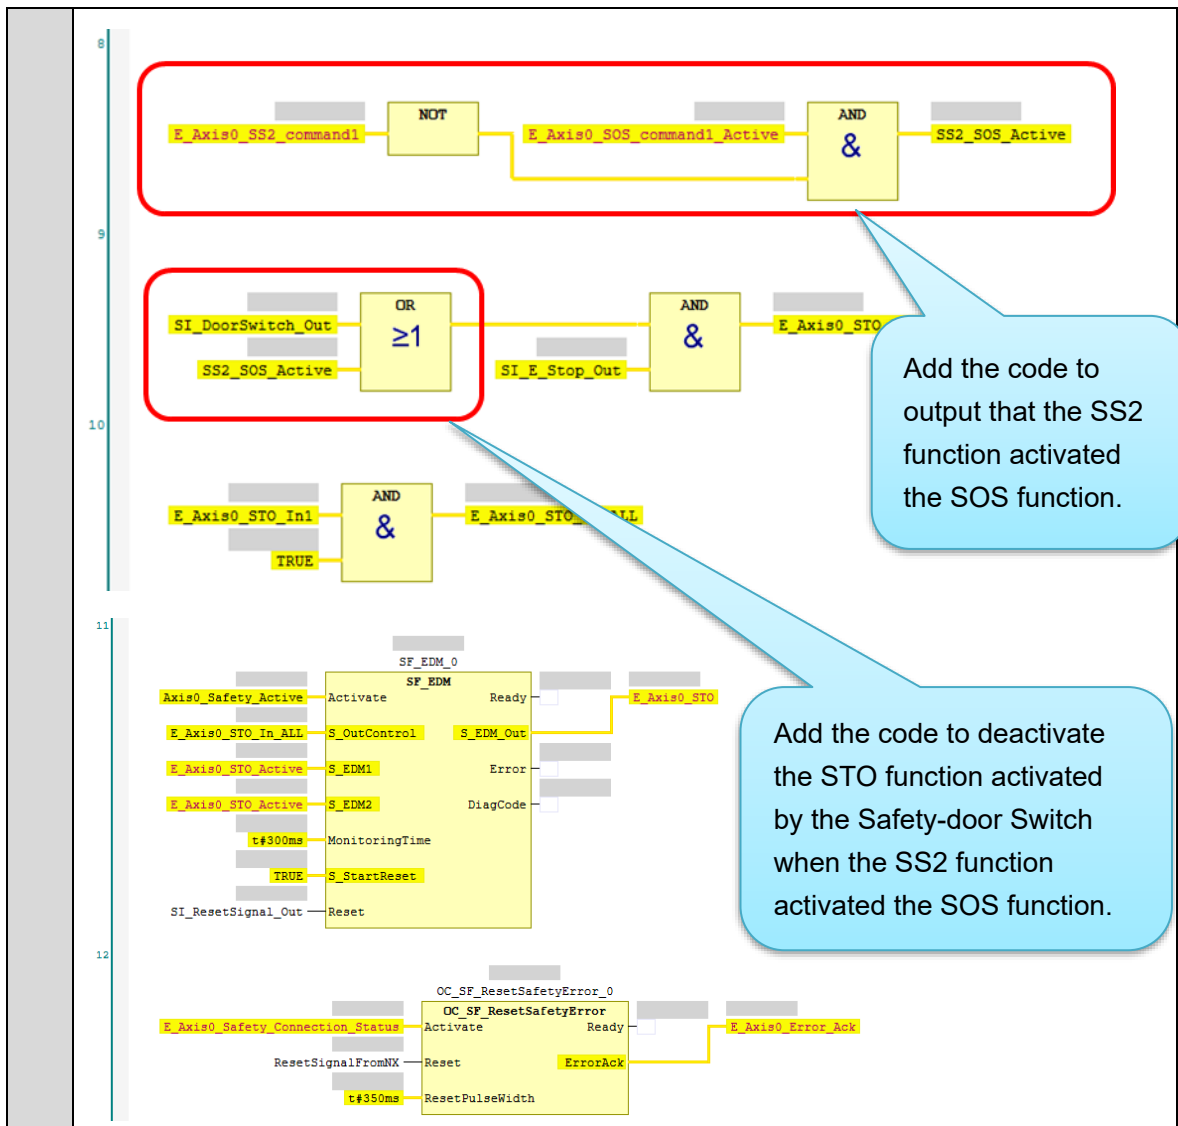 8
NOT
AND
E_Axis0_SS2_command1
E_Axis0_SOS_command1_Active
&
SS2_SOS_Active
9
OR
AND
SI_DoorSwitch_Out
≥1
&
E_Axis0_STO
SS2_SOS_Active
SI_E_Stop_Out
Add the code to
output that the SS2
function activated
the SOS function.
10
AND
E_Axis0_STO_In1
&
E_Axis0_STO
ALL
TRUE
11
SF_EDM_0
SF_EDM
Axis0_Safety_Active
Activate
Ready
E_Axis0_STO
E_Axis0_STO_In_ALL
S_OutControl
S_EDM_Out
E_Axis0_STO_Active
S_EDM1
Error
E_Axis0_STO_Active
S_EDM2
DiagCode
t#300ms
MonitoringTime
TRUE
S_StartReset
SI_ResetSignal_Out
Reset
Add the code to deactivate
the STO function activated
by the Safety-door Switch
when the SS2 function
activated the SOS function.
12
OC_SF_ResetSafetyError_0
OC_SF_ResetSafetyError
E_Axis0_Safety_Connection_Status
Activate
Ready
E_Axis0_Error_Ack
ResetSignalFromNX
Reset
ErrorAck
t#350ms
ResetPulseWidth